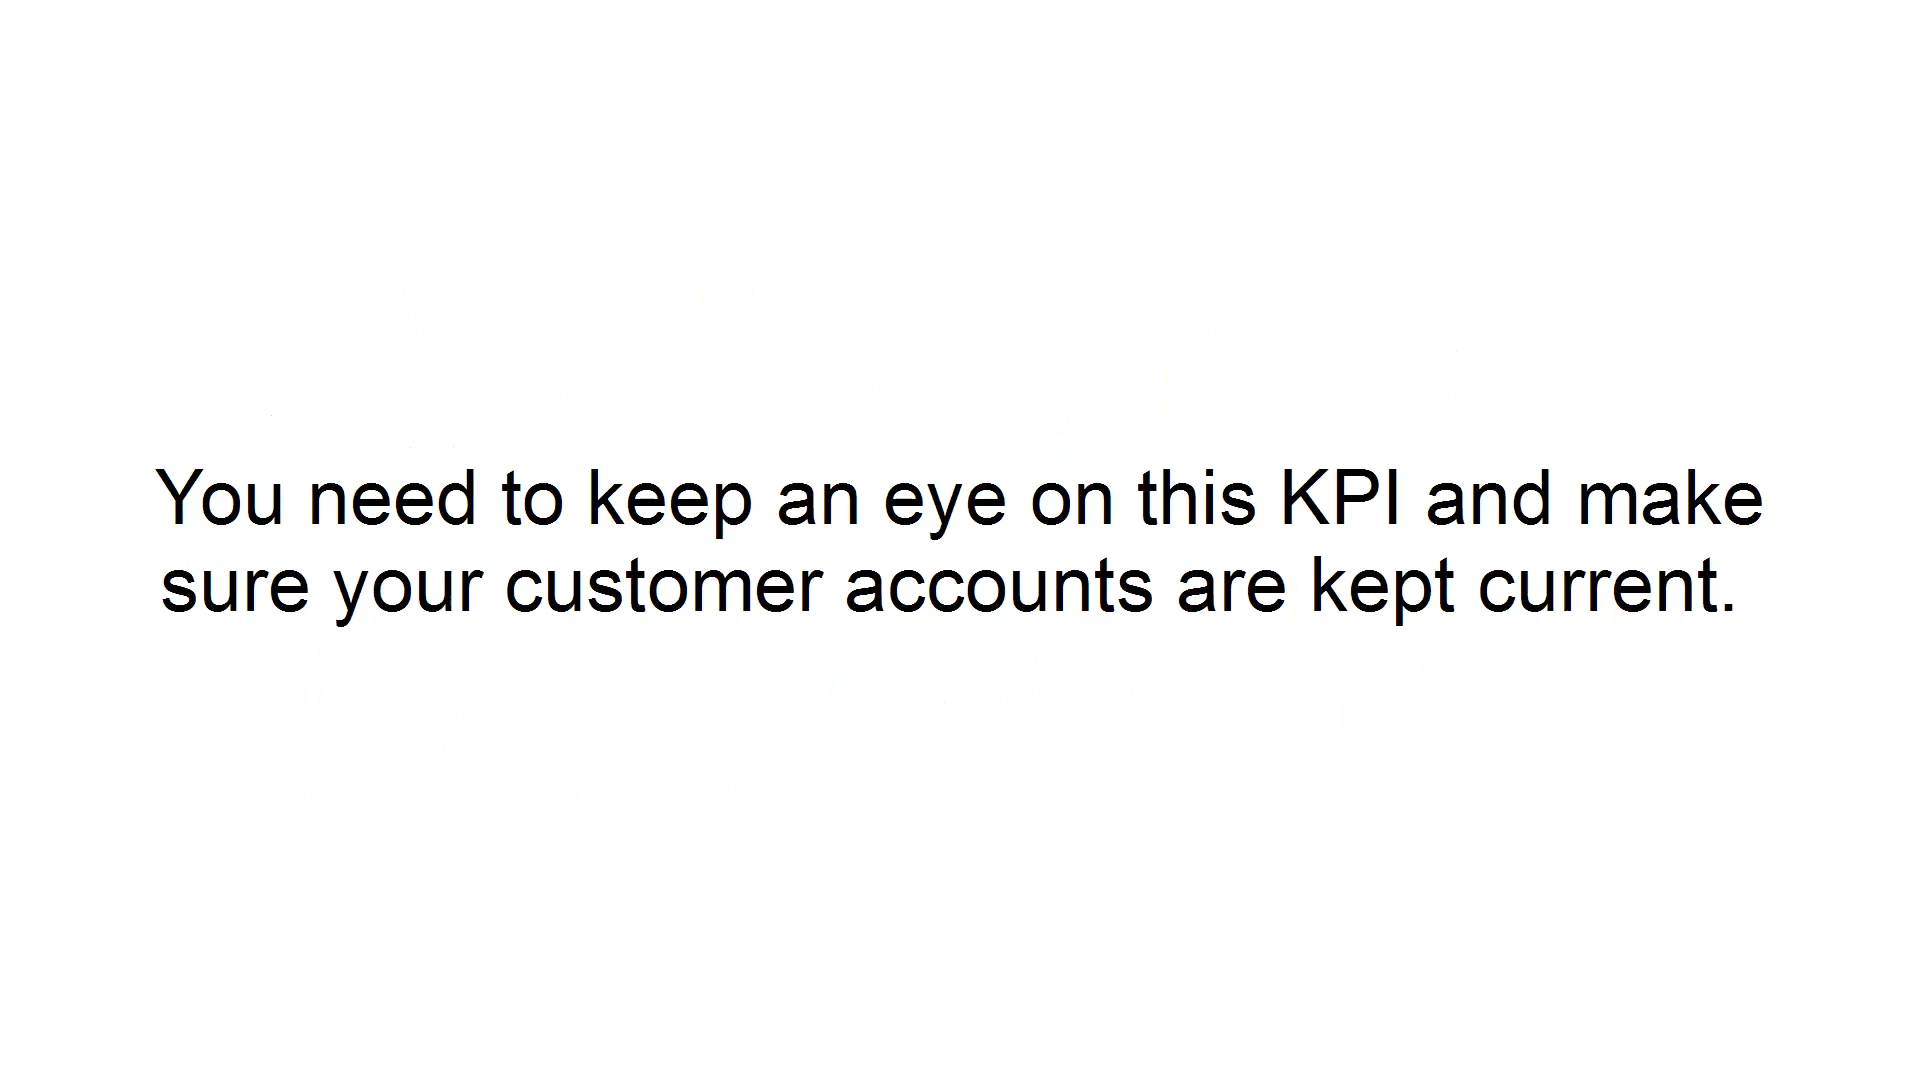 You need to keep an eye on this KPI and make
sure your customer accounts are kept current.